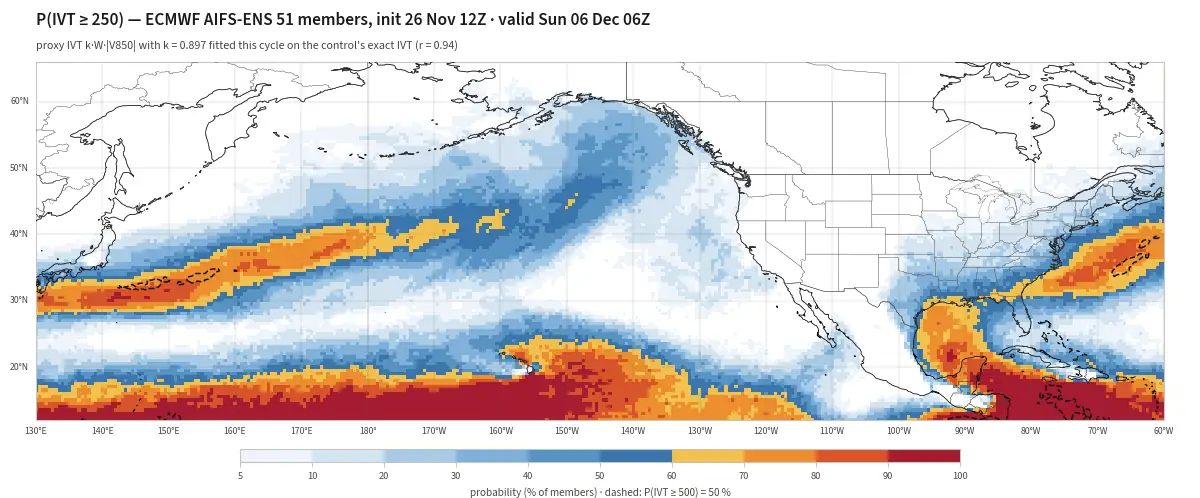 P(IVT ≥ 250) — ECMWF AIFS-ENS 51 members, init 26 Nov 12Z · valid Sun 06 Dec 06Z
proxy IVT k·W·|V850| with k = 0.897 fitted this cycle on the control's exact IVT (r = 0.94)
60°N
50°N
40°N
30°N
20°N
130°E 140°E 150°E 160°E 170°E 180° 170°W 160°W 150°W 140°W 130°W 120°W 110°W 100°W 90°W 80°W 70°W 60°W
5 10 20 30 40 50 60 70 80 90 100
probability (% of members) · dashed: P(IVT ≥ 500) = 50 %